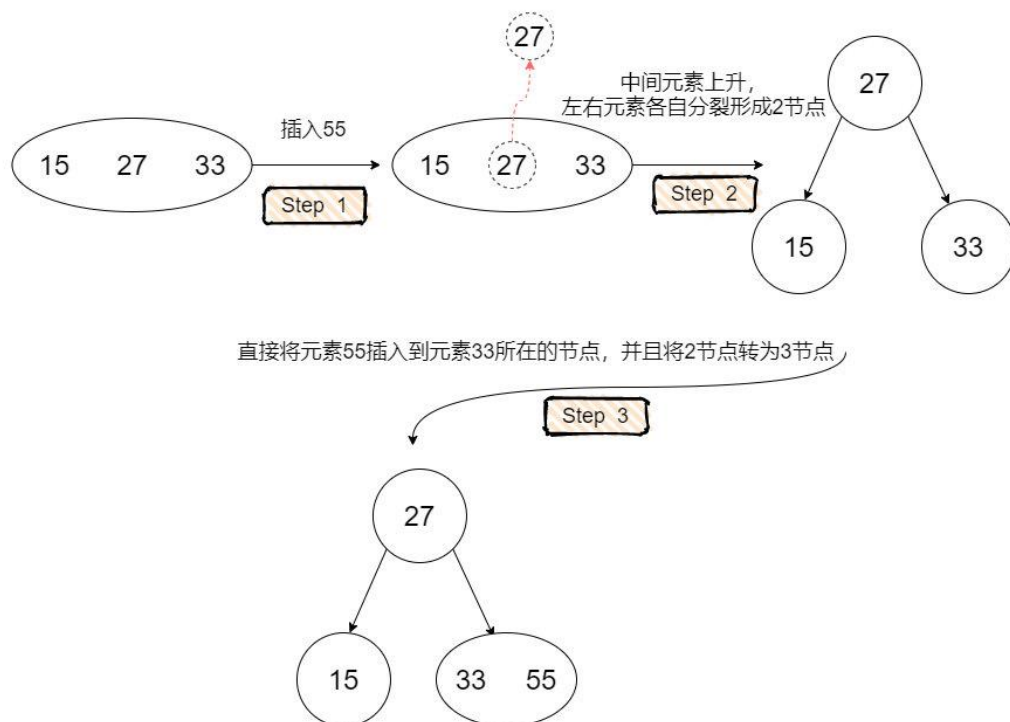 27
中间元素上升，
左右元素各自分裂形成2节点
27
插入55
15 27 33
15 27 33
Step 1
Step 2
15
33
直接将元素55插入到元素33所在的节点，并且将2节点转为3节点
Step 3
27
15
33 55